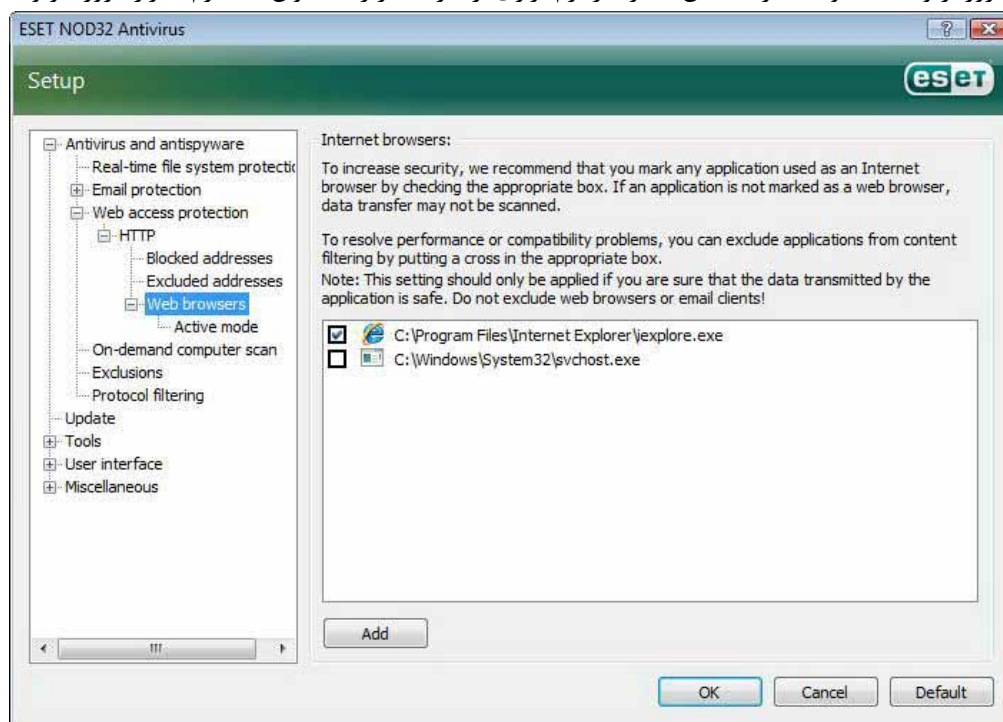 ESET NOD32 Antivirus
Setup
eset
Antivirus and antispyware
Real-time file system protectic
Email protection
Web access protection
HTTP
Blocked addresses
Excluded addresses
Web browsers
Active mode
On-demand computer scan
Exclusions
Protocol filtering
Update
Tools
User interface
Miscellaneous
Internet browsers:
To increase security, we recommend that you mark any application used as an Internet
browser by checking the appropriate box. If an application is not marked as a web browser,
data transfer may not be scanned.
To resolve performance or compatibility problems, you can exclude applications from content
filtering by putting a cross in the appropriate box.
Note: This setting should only be applied if you are sure that the data transmitted by the
application is safe. Do not exclude web browsers or email clients!
C:\Program Files\Internet Explorer\iexplore.exe
C:\Windows\System32\svchost.exe
Add
OK
Cancel
Default